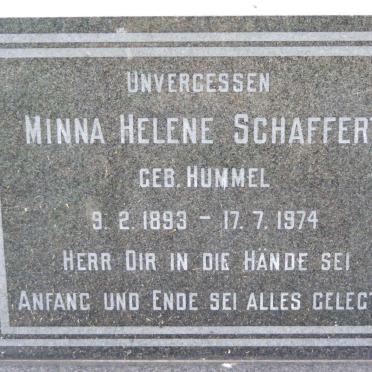 UNVERGESSEN
MINNA HELENE SCHAFFERT
GEB. HUMMEL
9. 2. 1893 – 17. 7. 1974
HERR DIR IN DIE HÄNDE SEI
ANFANG UND ENDE SEI ALLES GELEGT